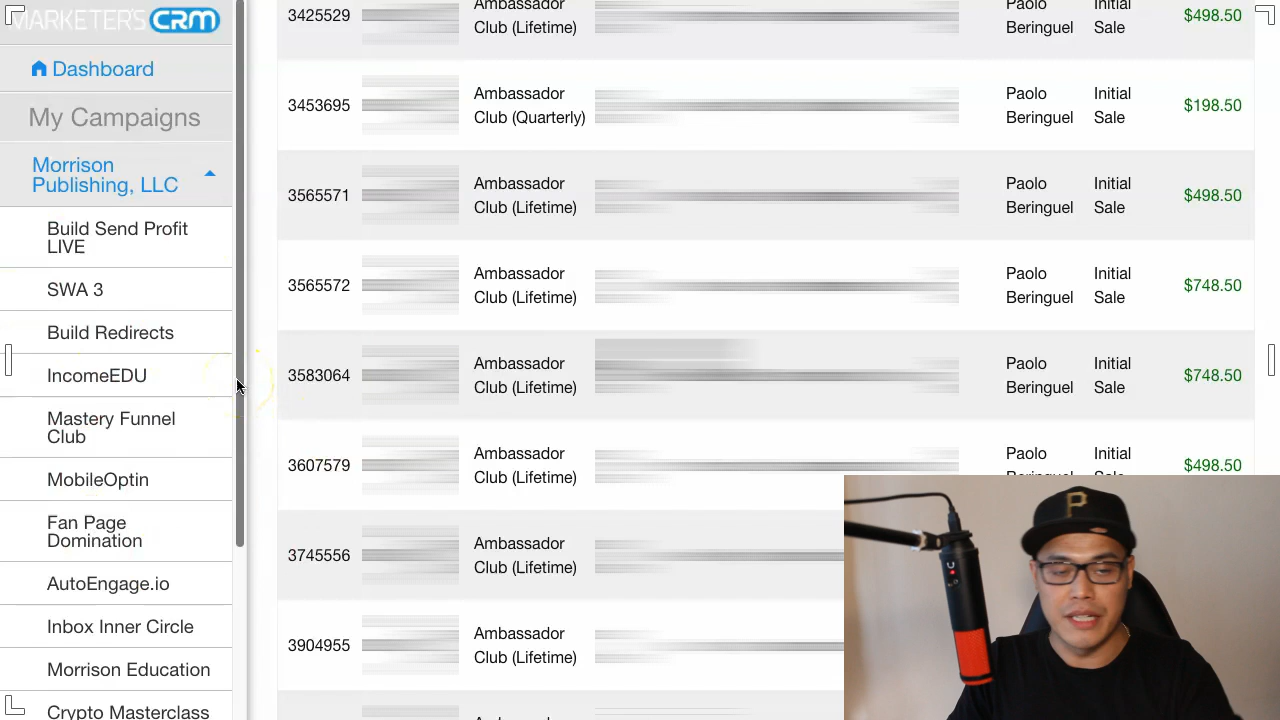 MARKETER'S CRM
Dashboard
My Campaigns
Morrison
Publishing, LLC
Build Send Profit
LIVE
SWA 3
Build Redirects
IncomeEDU
Mastery Funnel
Club
MobileOptin
Fan Page
Domination
AutoEngage.io
Inbox Inner Circle
Morrison Education
Crypto Masterclass
3425529 Ambassador Paolo $498.50
Club (Lifetime) Beringuel Initial Sale
3453695 Ambassador Paolo Initial $198.50
Club (Quarterly) Beringuel Sale
3565571 Ambassador Paolo Initial $498.50
Club (Lifetime) Beringuel Sale
3565572 Ambassador Paolo Initial $748.50
Club (Lifetime) Beringuel Sale
3583064 Ambassador Paolo Initial $748.50
Club (Lifetime) Beringuel Sale
3607579 Ambassador Paolo Initial $498.50
Club (Lifetime)
3745556 Ambassador
Club (Lifetime)
3904955 Ambassador
Club (Lifetime)
P